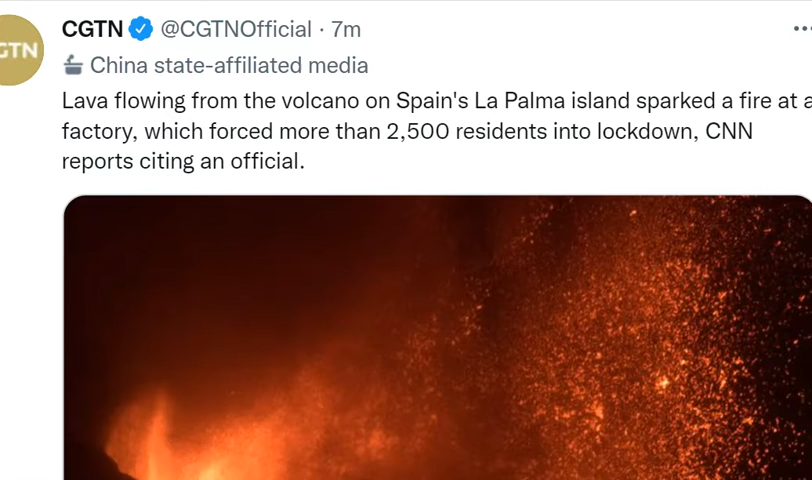 CGTN @CGTNOfficial · 7m
GTN
China state-affiliated media
Lava flowing from the volcano on Spain's La Palma island sparked a fire at a
factory, which forced more than 2,500 residents into lockdown, CNN
reports citing an official.